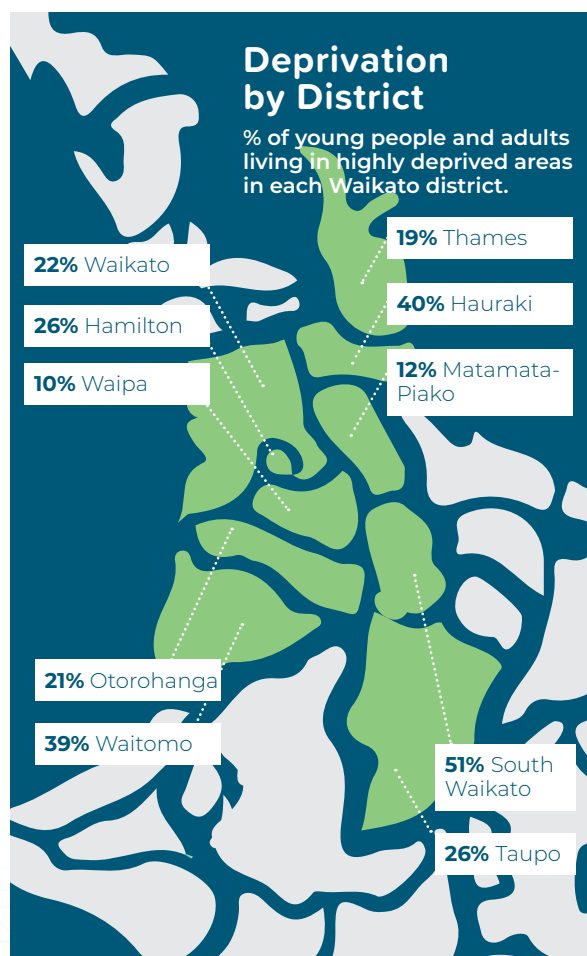 Deprivation
by District
% of young people and adults
living in highly deprived areas
in each Waikato district.
19% Thames
22% Waikato
40% Hauraki
26% Hamilton
12% Matamata-
Piako
10% Waipa
21% Otorohanga
39% Waitomo
51% South
Waikato
26% Taupo